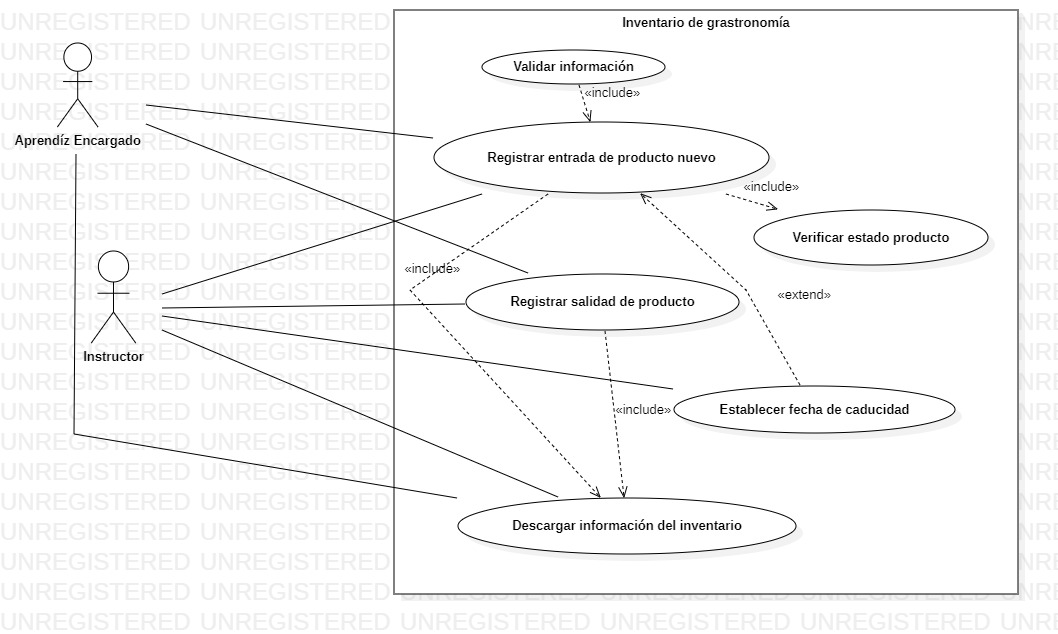 Inventario de grastronomía
Validar información
«include»
Aprendíz Encargado
Registrar entrada de producto nuevo
«include»
Verificar estado producto
«include»
«extend»
Registrar salidad de producto
Instructor
«include»
Establecer fecha de caducidad
Descargar información del inventario
UNREGISTERED UNREGISTERED UNREGISTERED UNREGISTERED UNREGISTERED